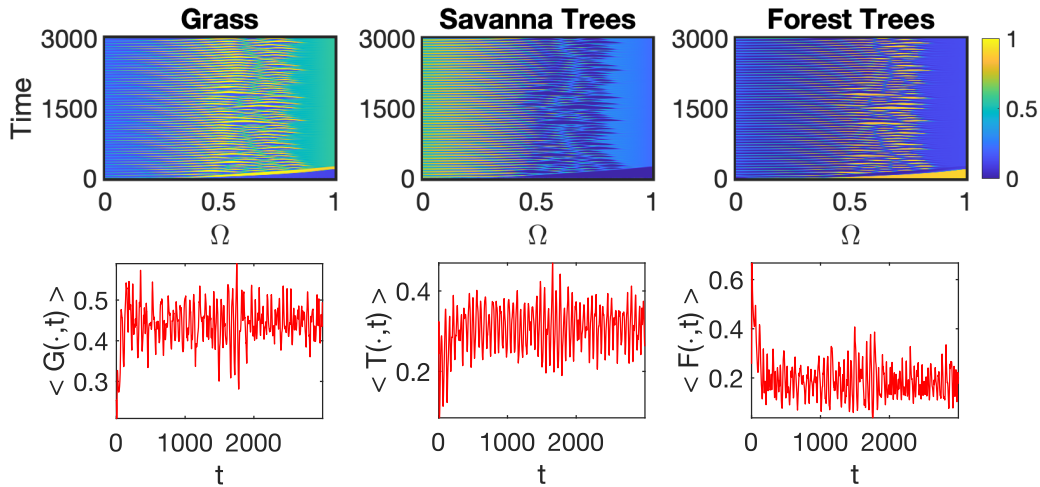 Grass Savanna Trees Forest Trees
Time
3000 3000 3000 1
1500 1500 1500 0.5
0 0 0 0
0 0.5 1 0 0.5 1 0 0.5 1
Ω Ω Ω
< G(·,t) > < T(·,t) > < F(·,t) >
0.5 0.4 0.6
0.4 0.2 0.4
0.3 0.2
0 1000 2000 0 1000 2000 0 1000 2000
t t t